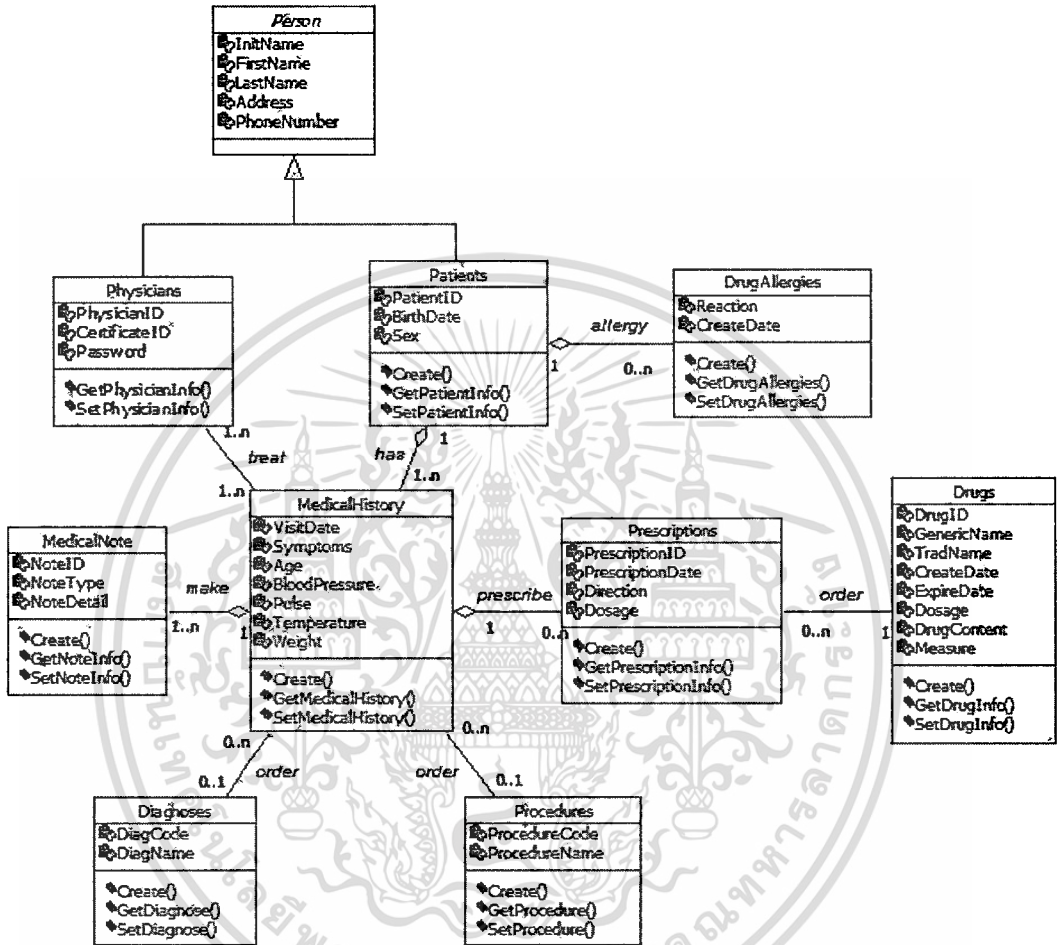 Person
InitName
FirstName
LastName
Address
PhoneNumber
Physicians
PhysicianID
CertificateID
Password
GetPhysicianInfo()
SetPhysicianInfo()
Patients
PatientID
BirthDate
Sex
Create()
GetPatientInfo()
SetPatientInfo()
allergy
1
0..n
DrugAllergies
Reaction
CreateDate
Create()
GetDrugAllergies()
SetDrugAllergies()
1..n
treat
1..n
has
1
1..n
MedicalNote
NoteID
NoteType
NoteDetail
Create()
GetNoteInfo()
SetNoteInfo()
make
1..n
1
MedicalHistory
VisitDate
Symptoms
Age
BloodPressure
Pulse
Temperature
Weight
Create()
GetMedicalHistory()
SetMedicalHistory()
prescribe
1
0..n
Prescriptions
PrescriptionID
PrescriptionDate
Direction
Dosage
Create()
GetPrescriptionInfo()
SetPrescriptionInfo()
order
0..n
1
Drugs
DrugID
GenericName
TradName
CreateDate
ExpireDate
Dosage
DrugContent
Measure
Create()
GetDrugInfo()
SetDrugInfo()
0..n
order
0..1
0..n
order
0..1
Diagnoses
DiagCode
DiagName
Create()
GetDiagnose()
SetDiagnose()
Procedures
ProcedureCode
ProcedureName
Create()
GetProcedure()
SetProcedure()